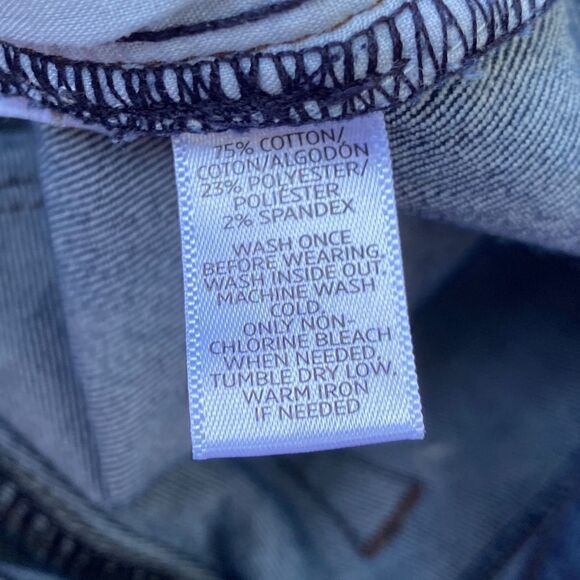 75% COTTON/
COTON/ALGODÓN
23% POLYESTER/
POLIÉSTER
2% SPANDEX
WASH ONCE
BEFORE WEARING.
WASH INSIDE OUT.
MACHINE WASH
COLD.
ONLY NON-
CHLORINE BLEACH
WHEN NEEDED.
TUMBLE DRY LOW.
WARM IRON
IF NEEDED